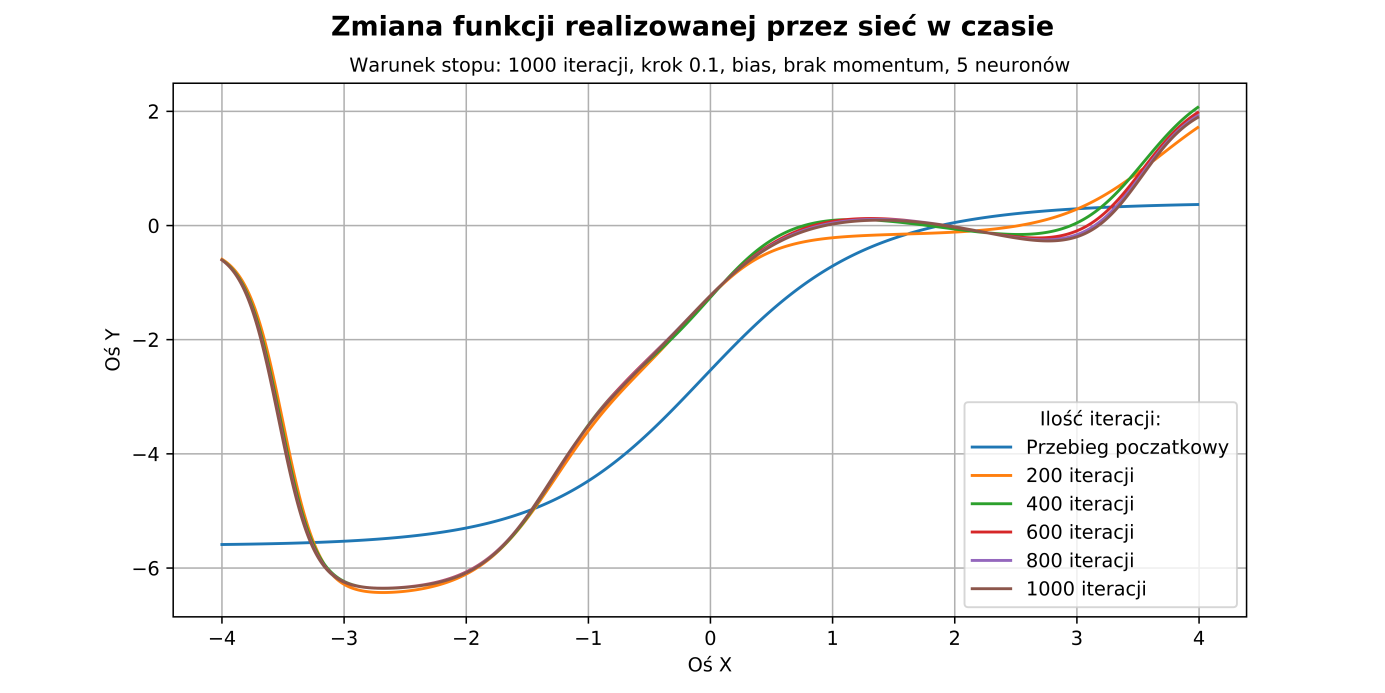 Zmiana funkcji realizowanej przez sieć w czasie
Warunek stopu: 1000 iteracji, krok 0.1, bias, brak momentum, 5 neuronów
2
0
−2
−4
−6
Oś Y
Ilość iteracji:
Przebieg poczatkowy
200 iteracji
400 iteracji
600 iteracji
800 iteracji
1000 iteracji
−4 −3 −2 −1 0 1 2 3 4
Oś X